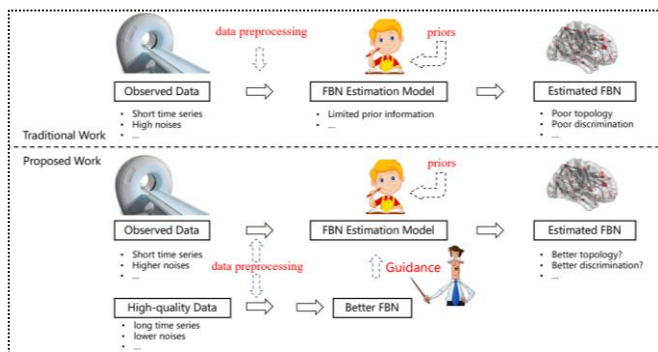 data preprocessing
priors
Observed Data
FBN Estimation Model
Estimated FBN
• Short time series
• High noises
• ...
• Limited prior information
• ...
• Poor topology
• Poor discrimination
• ...
Traditional Work
Proposed Work
priors
Observed Data
FBN Estimation Model
Estimated FBN
• Short time series
• Higher noises
• ...
data preprocessing
Guidance
• Better topology?
• Better discrimination?
• ...
High-quality Data
Better FBN
• long time series
• lower noises
• ...